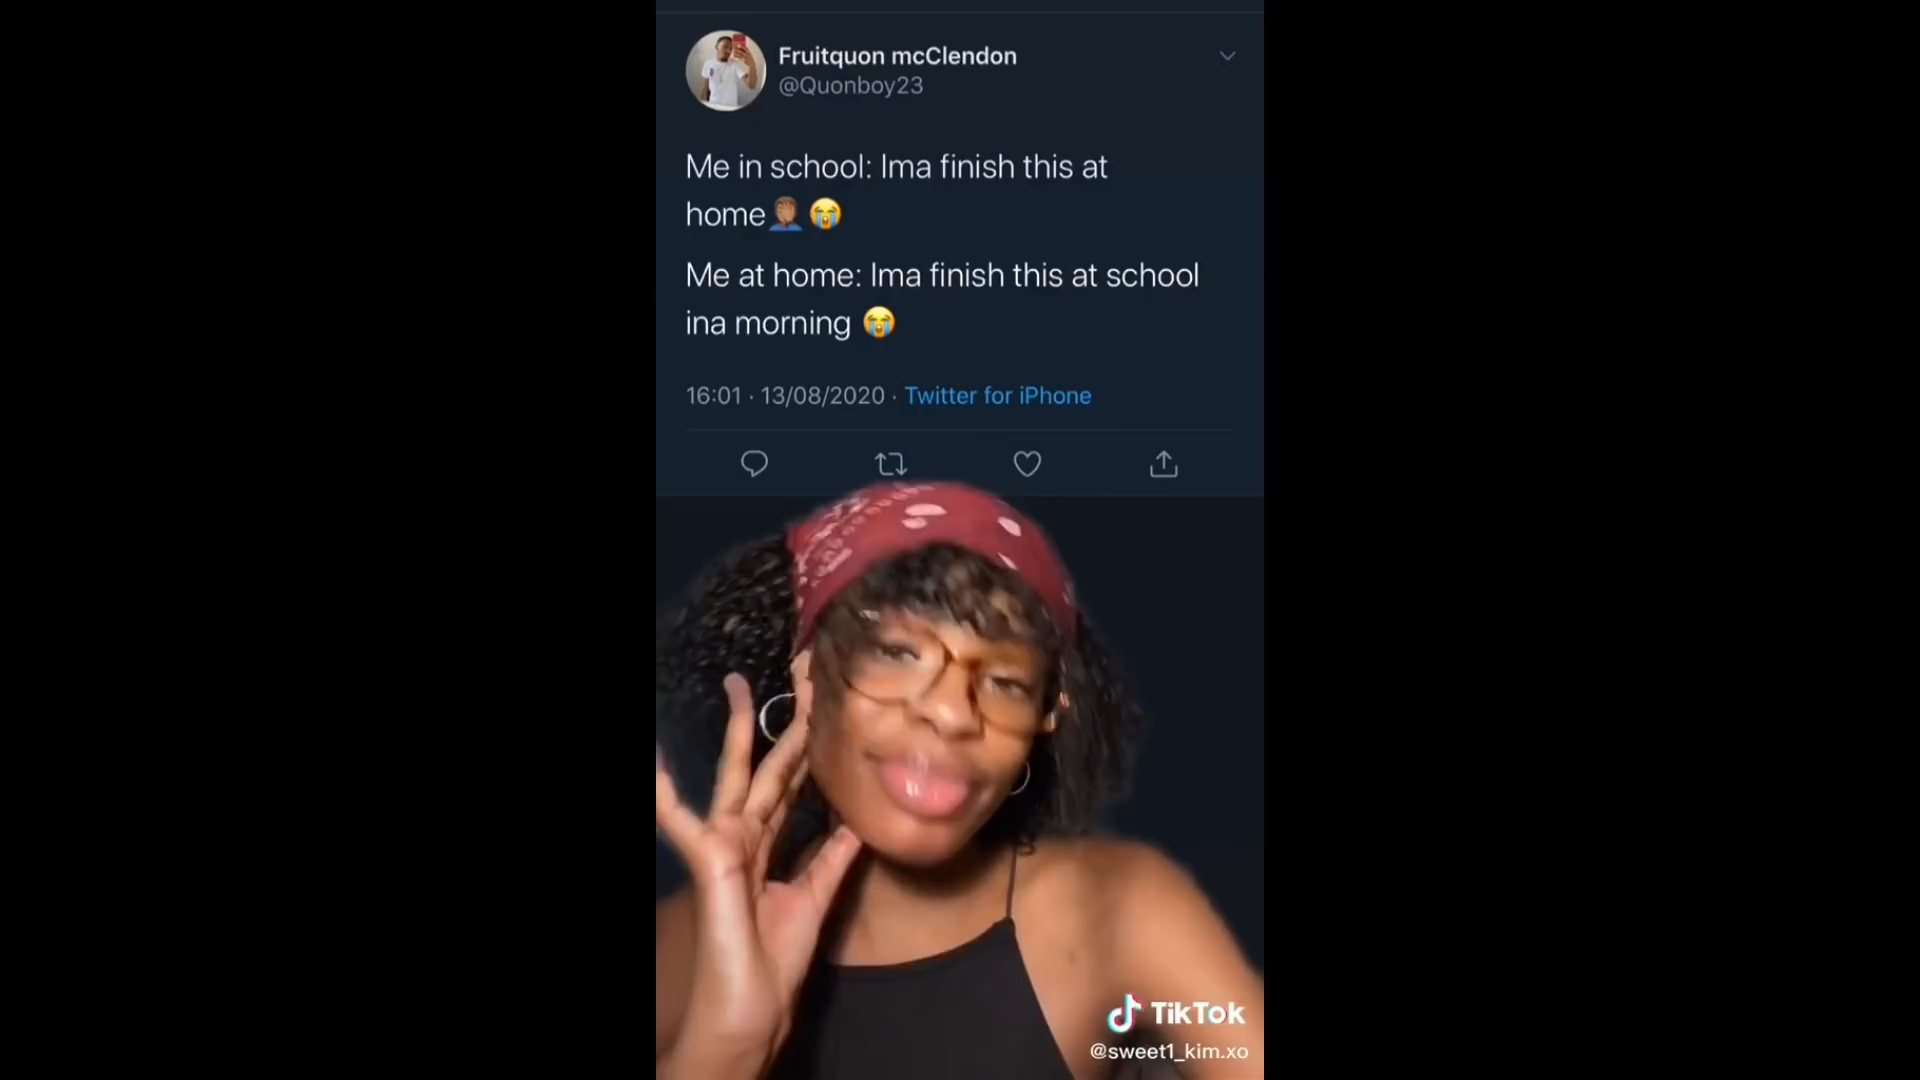 Fruitquon mcClendon
@Quonboy23
Me in school: Ima finish this at
home🤦🏽‍♂️😭
Me at home: Ima finish this at school
ina morning 😭
16:01 · 13/08/2020 · Twitter for iPhone
TikTok
@sweet1_kim.xo